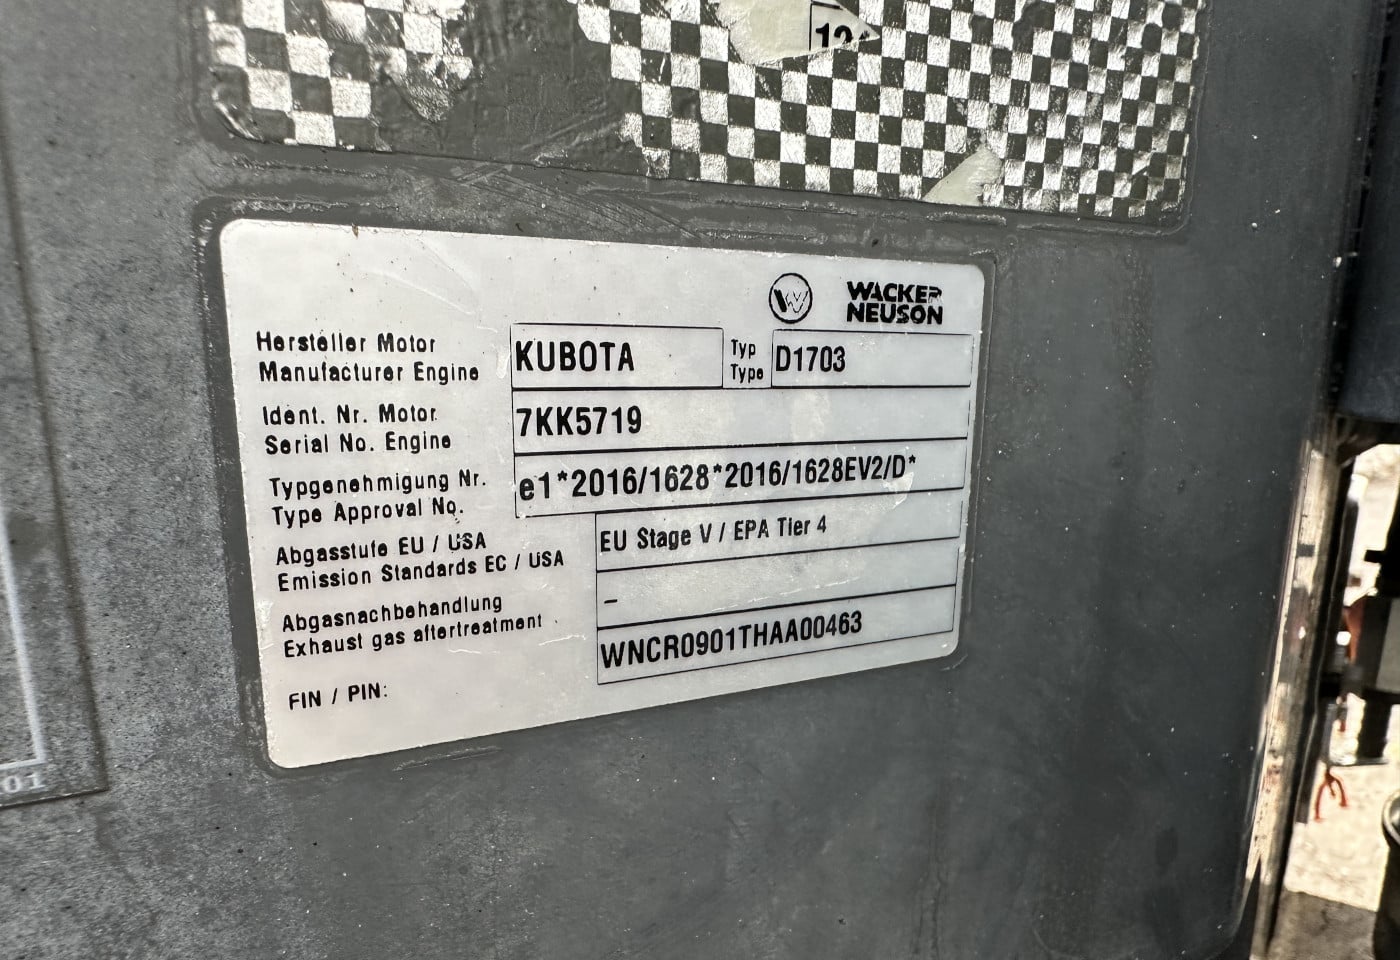 12
WACKER
NEUSON
Hersteller Motor
Manufacturer Engine
KUBOTA
Typ
Type
D1703
Ident. Nr. Motor
Serial No. Engine
7KK5719
Typgenehmigung Nr.
Type Approval No.
e1*2016/1628*2016/1628EV2/D*
Abgasstufe EU / USA
Emission Standards EC / USA
EU Stage V / EPA Tier 4
Abgasnachbehandlung
Exhaust gas aftertreatment
–
FIN / PIN:
WNCR0901THAA00463
01